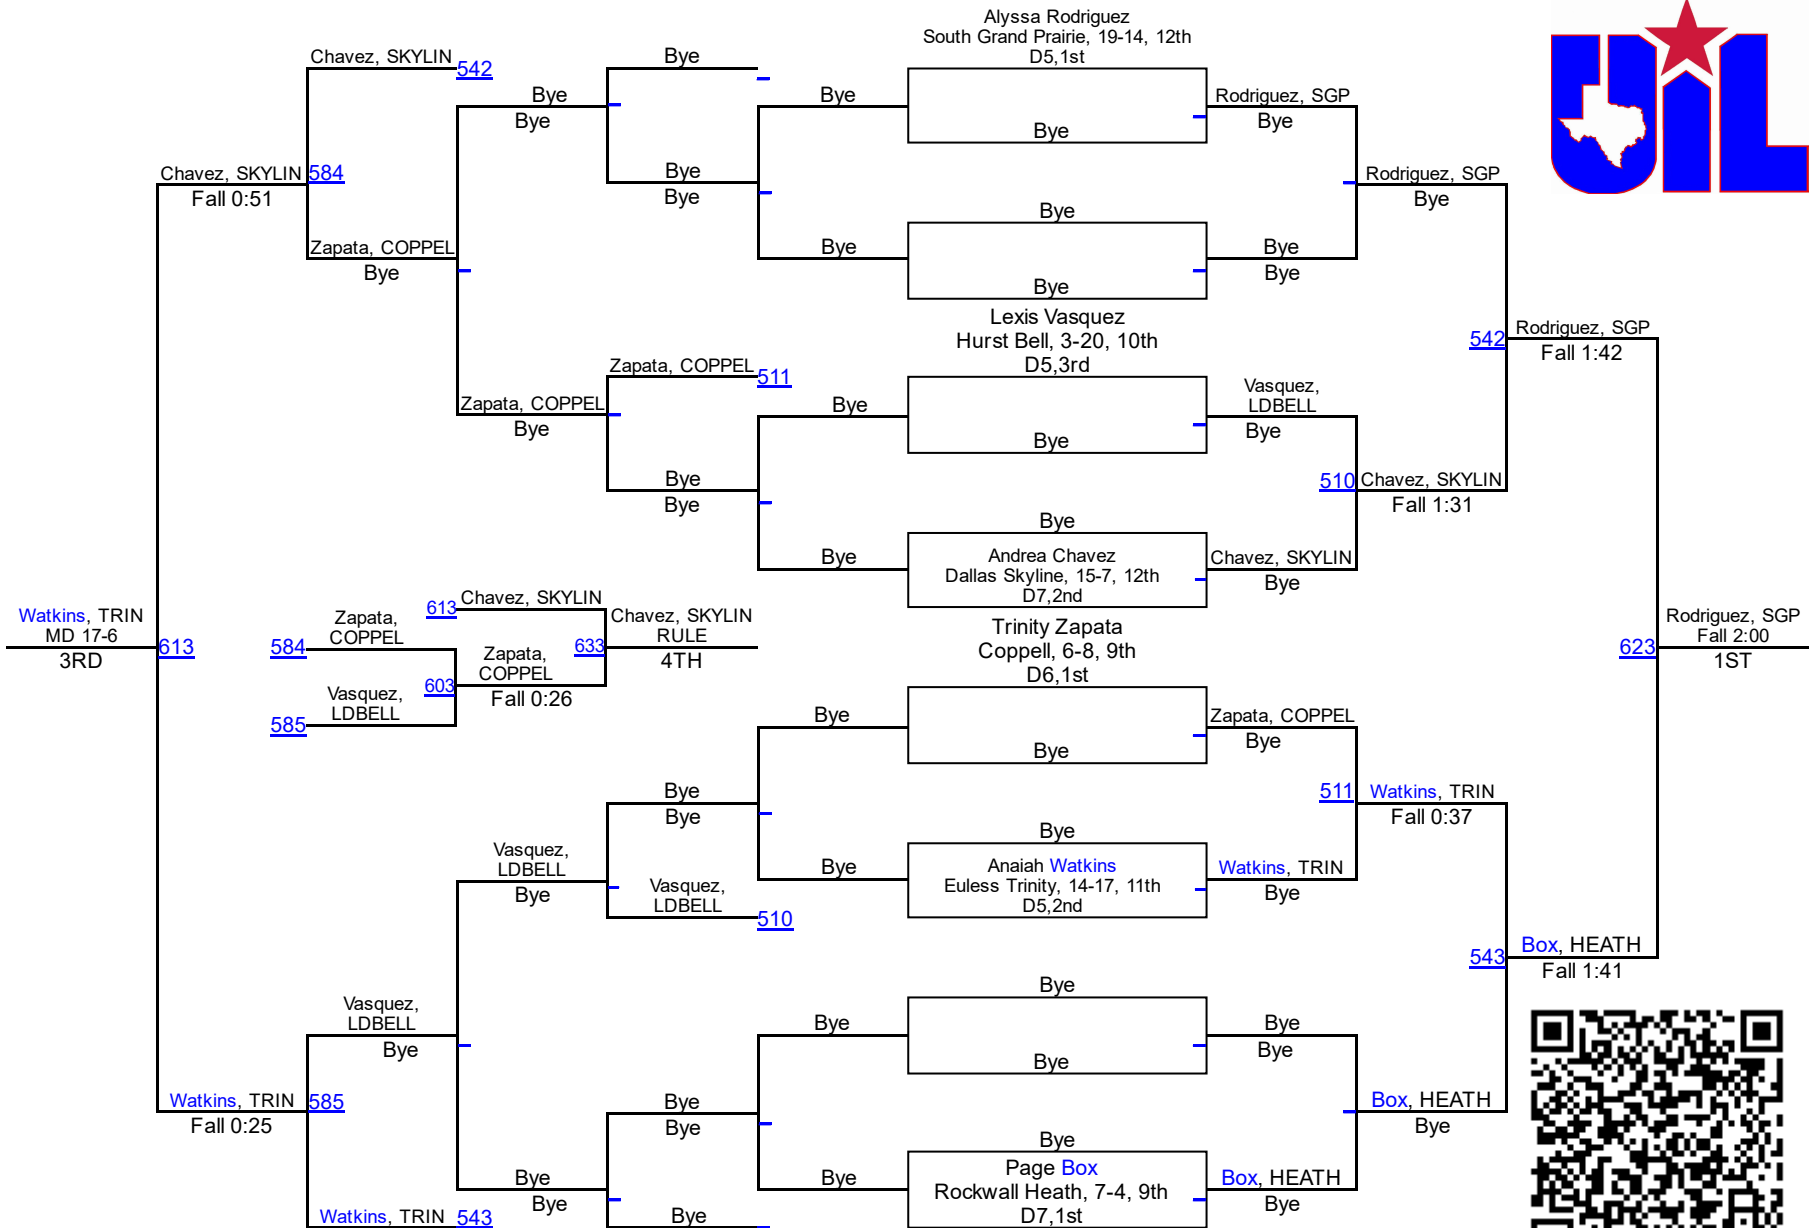 Alyssa Rodriguez
South Grand Prairie, 19-14, 12th
D5,1st
Chavez, SKYLIN
542
Bye
Bye
Bye
Bye
Rodriguez, SGP
Bye
Bye
Bye
Chavez, SKYLIN
584
Fall 0:51
Bye
Bye
Rodriguez, SGP
Bye
Bye
Zapata, COPPEL
Bye
Bye
Bye
Bye
Bye
Lexis Vasquez
Hurst Bell, 3-20, 10th
D5,3rd
542
Rodriguez, SGP
Fall 1:42
Zapata, COPPEL
511
Vasquez,
LDBELL
Bye
Zapata, COPPEL
Bye
Bye
Bye
Bye
Bye
510
Chavez, SKYLIN
Fall 1:31
Bye
Bye
Andrea Chavez
Dallas Skyline, 15-7, 12th
D7,2nd
Chavez, SKYLIN
Bye
613
Chavez, SKYLIN
Watkins, TRIN
MD 17-6
3RD
613
Zapata,
COPPEL
584
Vasquez,
LDBELL
585
603
Zapata,
COPPEL
Fall 0:26
633
Chavez, SKYLIN
RULE
4TH
Trinity Zapata
Coppell, 6-8, 9th
D6,1st
623
Rodriguez, SGP
Fall 2:00
1ST
Bye
Zapata, COPPEL
Bye
Bye
Bye
Bye
511
Watkins, TRIN
Fall 0:37
Bye
Vasquez,
LDBELL
Bye
Vasquez,
LDBELL
510
Bye
Anaiah Watkins
Euless Trinity, 14-17, 11th
D5,2nd
Watkins, TRIN
Bye
543
Box, HEATH
Fall 1:41
Bye
Vasquez,
LDBELL
Bye
Bye
Bye
Bye
Bye
Watkins, TRIN
585
Fall 0:25
Bye
Bye
Box, HEATH
Bye
Bye
Bye
Bye
Bye
Page Box
Rockwall Heath, 7-4, 9th
D7,1st
Box, HEATH
Bye
Watkins, TRIN
543
Bye
UIL